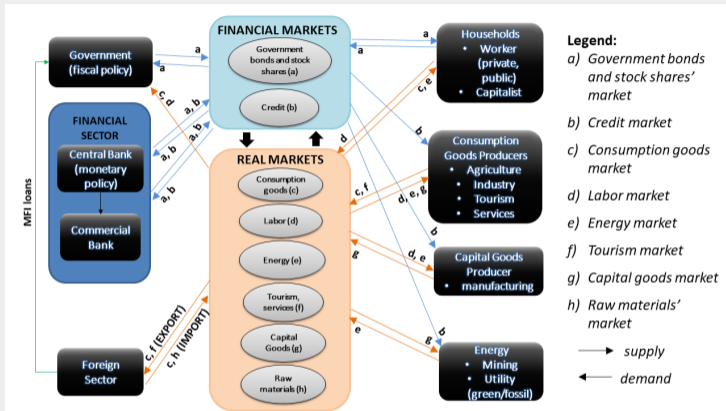 FINANCIAL MARKETS
Government
bonds and stock
shares (a)
Credit (b)
Government
(fiscal policy)
a
a
a
a
Households
• Worker
(private,
public)
• Capitalist
FINANCIAL
SECTOR
Central Bank
(monetary
policy)
Commercial
Bank
a, b
a, b
a, b
a, b
c, d
MFI loans
REAL MARKETS
Consumption
goods (c)
Labor (d)
Energy (e)
Tourism,
services (f)
Capital
Goods (g)
Raw
materials (h)
c, e
d
b
Consumption
Goods Producers
• Agriculture
• Industry
• Tourism
• Services
c, f
d, e, g
b
Capital Goods
Producer
• manufacturing
d, e
g
b
Energy
• Mining
• Utility
(green/fossil)
g
e
Foreign
Sector
c, f (EXPORT)
c, h (IMPORT)
Legend:
a) Government bonds
and stock shares’
market
b) Credit market
c) Consumption goods
market
d) Labor market
e) Energy market
f) Tourism market
g) Capital goods market
h) Raw materials’
market
supply
demand